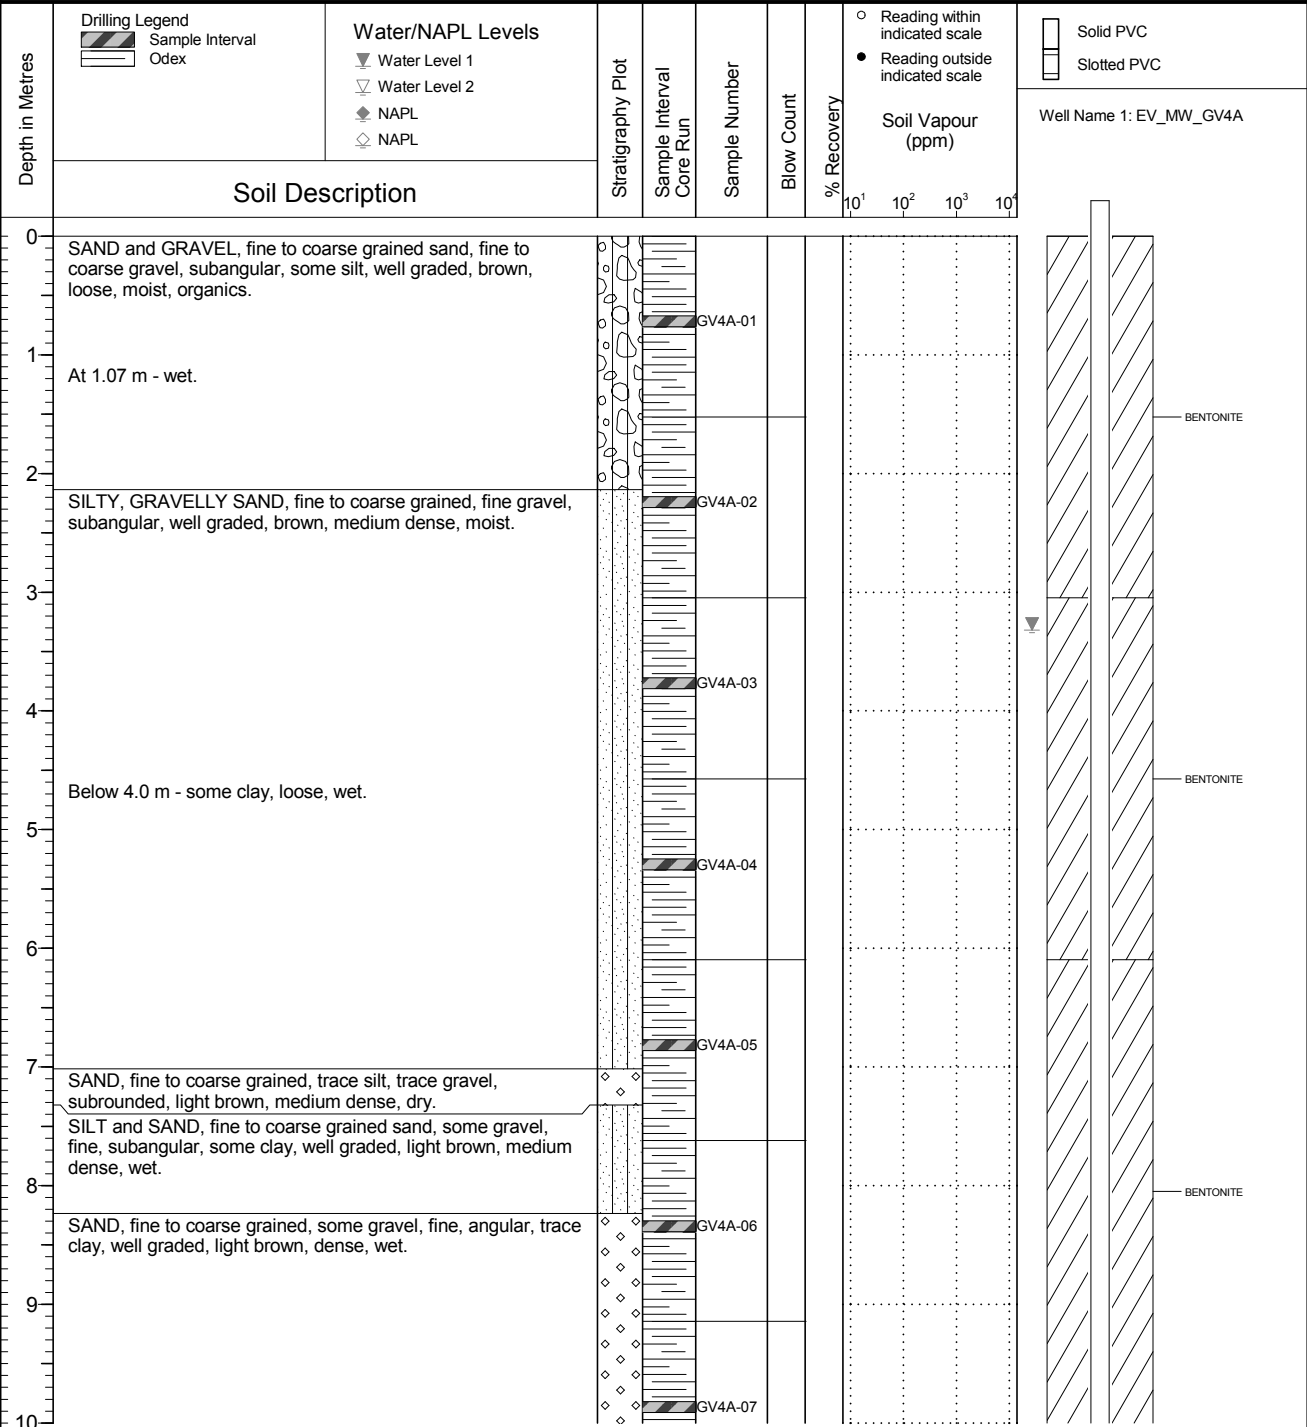 Drilling Legend
Sample Interval
Odex
Water/NAPL Levels
Water Level 1
Water Level 2
NAPL
NAPL
Depth in Metres
Soil Description
Stratigraphy Plot
Sample Interval
Core Run
Sample Number
Blow Count
% Recovery
Reading within
indicated scale
Reading outside
indicated scale
Soil Vapour
(ppm)
10¹ 10² 10³ 10⁴
Solid PVC
Slotted PVC
Well Name 1: EV_MW_GV4A
0
SAND and GRAVEL, fine to coarse grained sand, fine to
coarse gravel, subangular, some silt, well graded, brown,
loose, moist, organics.
GV4A-01
1
At 1.07 m - wet.
BENTONITE
2
SILTY, GRAVELLY SAND, fine to coarse grained, fine gravel,
subangular, well graded, brown, medium dense, moist.
GV4A-02
3
GV4A-03
4
BENTONITE
Below 4.0 m - some clay, loose, wet.
5
GV4A-04
6
GV4A-05
7
SAND, fine to coarse grained, trace silt, trace gravel,
subrounded, light brown, medium dense, dry.
SILT and SAND, fine to coarse grained sand, some gravel,
fine, subangular, some clay, well graded, light brown, medium
dense, wet.
8
BENTONITE
SAND, fine to coarse grained, some gravel, fine, angular, trace
clay, well graded, light brown, dense, wet.
GV4A-06
9
GV4A-07
10